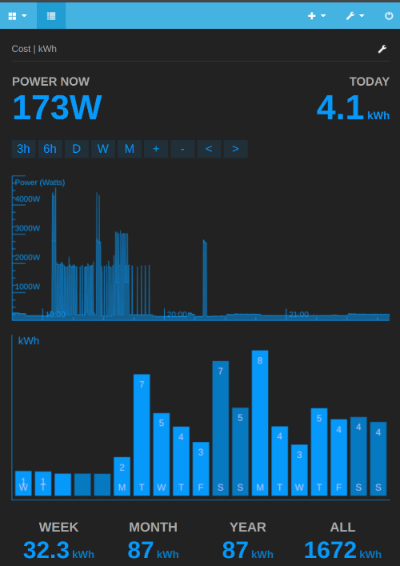 Cost | kWh
POWER NOW TODAY
173W 4.1 kWh
3h 6h D W M + - < >
Power (Watts)
4000W
3000W
2000W
1000W
19:00 20:00 21:00
kWh
1 1 2 7 5 4 3 7 5 8 4 3 5 4 4 4
W T M T W T F S S M T W T F S S
WEEK MONTH YEAR ALL
32.3 kWh 87 kWh 87 kWh 1672 kWh